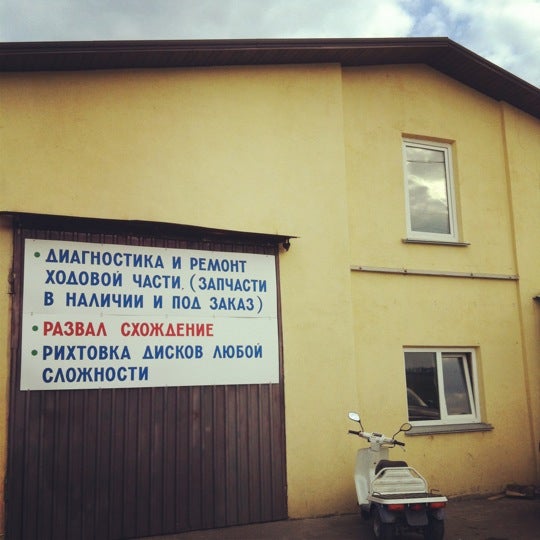 • ДИАГНОСТИКА И РЕМОНТ
ХОДОВОЙ ЧАСТИ. (ЗАПЧАСТИ
В НАЛИЧИИ И ПОД ЗАКАЗ)
• РАЗВАЛ СХОЖДЕНИЕ
• РИХТОВКА ДИСКОВ ЛЮБОЙ
СЛОЖНОСТИ